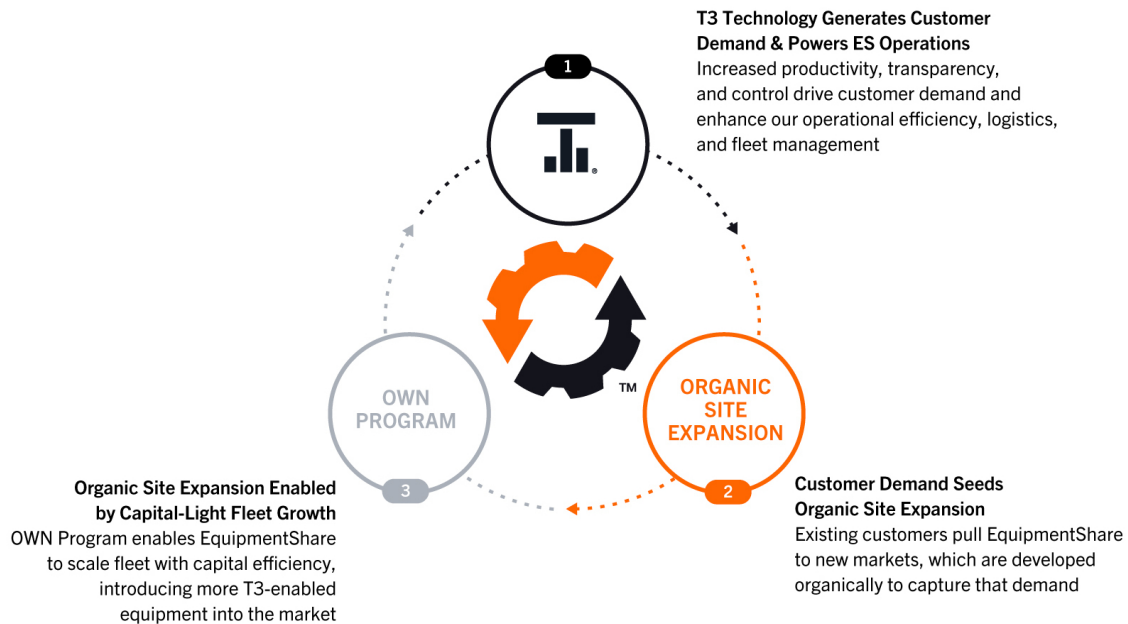 T3 Technology Generates Customer
Demand & Powers ES Operations
Increased productivity, transparency,
and control drive customer demand and
enhance our operational efficiency, logistics,
and fleet management
1
®
OWN
PROGRAM
3
TM
ORGANIC
SITE
EXPANSION
2
Organic Site Expansion Enabled
by Capital-Light Fleet Growth
OWN Program enables EquipmentShare
to scale fleet with capital efficiency,
introducing more T3-enabled
equipment into the market
Customer Demand Seeds
Organic Site Expansion
Existing customers pull EquipmentShare
to new markets, which are developed
organically to capture that demand